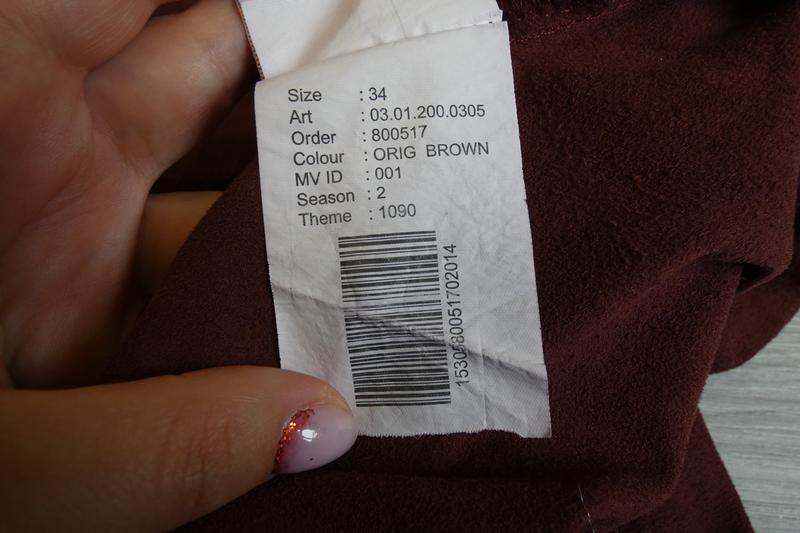 Size : 34
Art : 03.01.200.0305
Order : 800517
Colour : ORIG BROWN
MV ID : 001
Season : 2
Theme : 1090